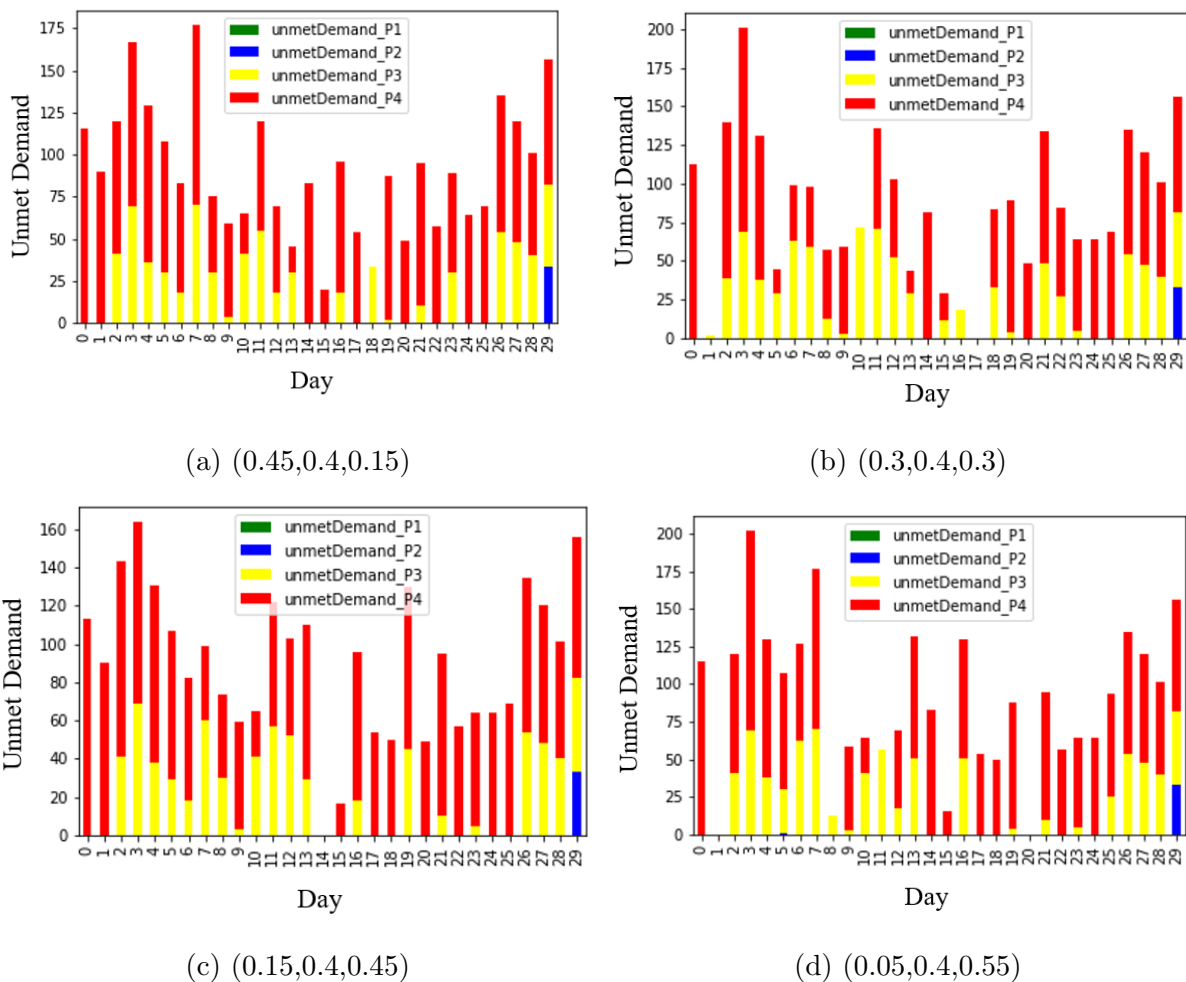 175
150
125
100
75
50
25
0
Unmet Demand
unmetDemand_P1
unmetDemand_P2
unmetDemand_P3
unmetDemand_P4
0 1 2 3 4 5 6 7 8 9 10 11 12 13 14 15 16 17 18 19 20 21 22 23 24 25 26 27 28 29
Day
(a) (0.45,0.4,0.15)
200
175
150
125
100
75
50
25
0
Unmet Demand
unmetDemand_P1
unmetDemand_P2
unmetDemand_P3
unmetDemand_P4
0 1 2 3 4 5 6 7 8 9 10 11 12 13 14 15 16 17 18 19 20 21 22 23 24 25 26 27 28 29
Day
(b) (0.3,0.4,0.3)
160
140
120
100
80
60
40
20
0
Unmet Demand
unmetDemand_P1
unmetDemand_P2
unmetDemand_P3
unmetDemand_P4
0 1 2 3 4 5 6 7 8 9 10 11 12 13 14 15 16 17 18 19 20 21 22 23 24 25 26 27 28 29
Day
(c) (0.15,0.4,0.45)
200
175
150
125
100
75
50
25
0
Unmet Demand
unmetDemand_P1
unmetDemand_P2
unmetDemand_P3
unmetDemand_P4
0 1 2 3 4 5 6 7 8 9 10 11 12 13 14 15 16 17 18 19 20 21 22 23 24 25 26 27 28 29
Day
(d) (0.05,0.4,0.55)